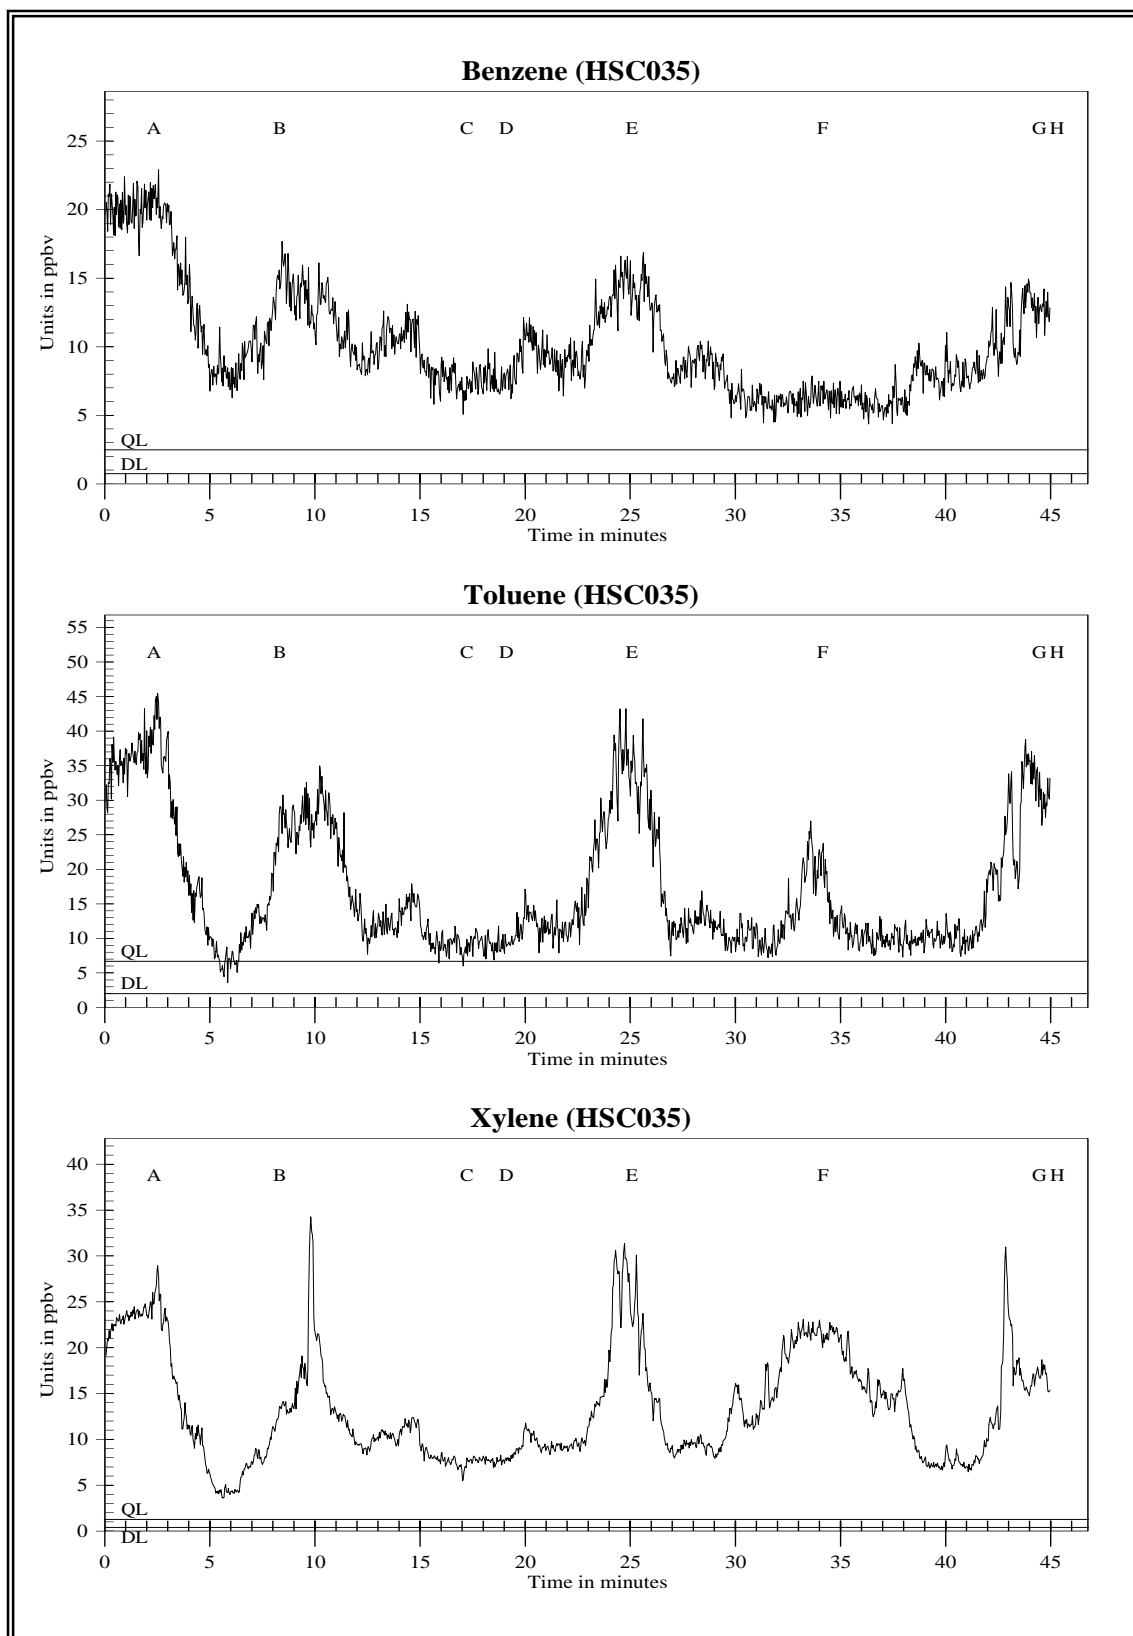 Benzene (HSC035)
A B C D E F G H
25
20
15
10
5
0
Units in ppbv
QL
DL
0 5 10 15 20 25 30 35 40 45
Time in minutes
Toluene (HSC035)
A B C D E F G H
55
50
45
40
35
30
25
20
15
10
5
0
Units in ppbv
QL
DL
0 5 10 15 20 25 30 35 40 45
Time in minutes
Xylene (HSC035)
A B C D E F G H
40
35
30
25
20
15
10
5
0
Units in ppbv
QL
DL
0 5 10 15 20 25 30 35 40 45
Time in minutes